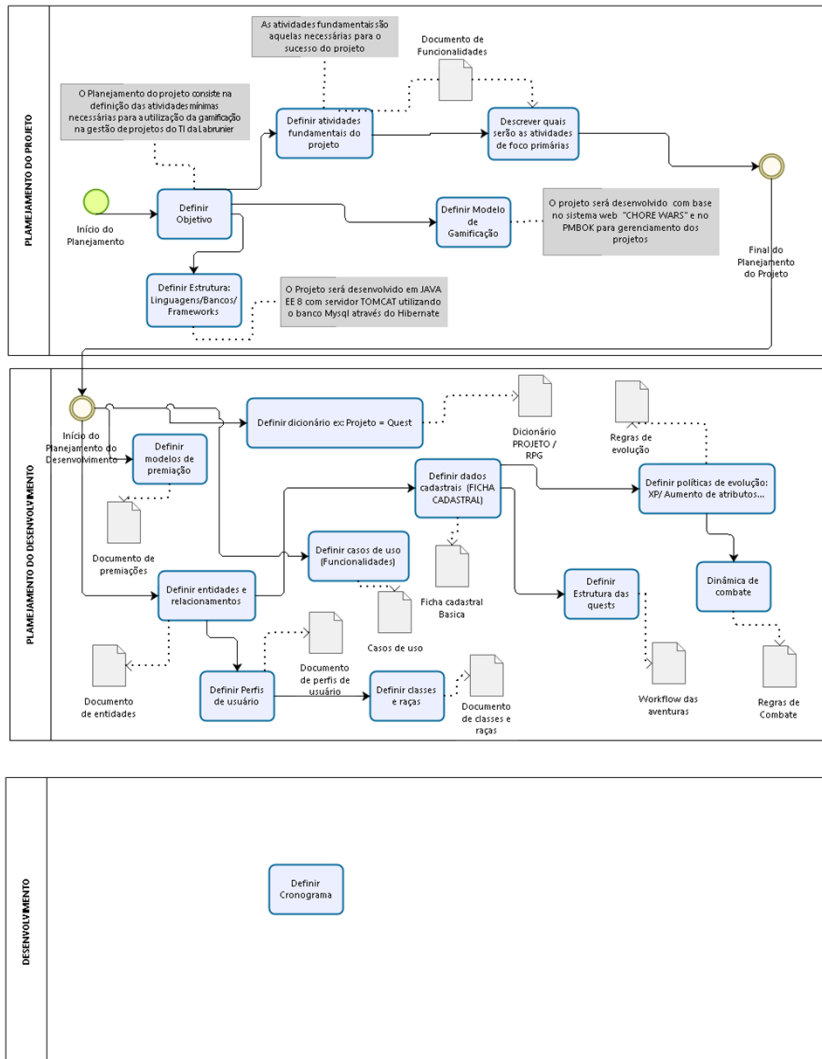 PLAMEJAMENTO DO PROJETO
As atividades fundamentais são
aquelas necessárias para o
sucesso do projeto
Documento de
Funcionalidades
O Planejamento do projeto consiste na
definição das atividades mínimas
necessárias para a utilização da gamificação
na gestão de projetos do TI da Labrunier
Definir atividades
fundamentais do
projeto
Descrever quais
serão as atividades
de foco primárias
Início do
Planejamento
Definir
Objetivo
Definir Modelo
de
Gamificação
O projeto será desenvolvido com base
no sistema web "CHORE WARS" e no
PMBOK para gerenciamento dos
projetos
Final do
Planejamento
do Projeto
Definir Estrutura:
Linguagens/Bancos/
Frameworks
O Projeto será desenvolvido em JAVA
EE 8 com servidor TOMCAT utilizando
o banco Mysql através do Hibernate
PLAMEJAMENTO DO DESENVOLVIMENTO
Início do
Planejamento do
Desenvolvimento
Definir dicionário ex: Projeto = Quest
Dicionário
PROJETO /
RPG
Regras de
evolução
Definir
modelos de
premiação
Definir dados
cadastrais (FICHA
CADASTRAL)
Definir políticas de evolução:
XP/ Aumento de atributos...
Documento de
premiações
Definir casos de uso
(Funcionalidades)
Definir entidades e
relacionamentos
Ficha cadastral
Basica
Definir
Estrutura das
quests
Dinâmica de
combate
Casos de uso
Documento
de entidades
Definir Perfis
de usuário
Documento
de perfis de
usuário
Definir classes
e raças
Documento
de classes e
raças
Workflow das
aventuras
Regras de
Combate
DESENVOLVIMENTO
Definir
Cronograma